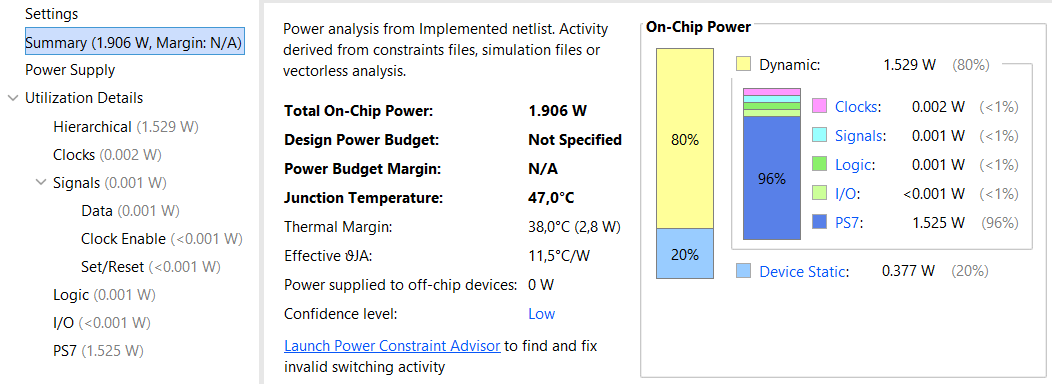 Settings
Summary (1.906 W, Margin: N/A)
Power Supply
Utilization Details
Hierarchical (1.529 W)
Clocks (0.002 W)
Signals (0.001 W)
Data (0.001 W)
Clock Enable (<0.001 W)
Set/Reset (<0.001 W)
Logic (0.001 W)
I/O (<0.001 W)
PS7 (1.525 W)
Power analysis from Implemented netlist. Activity
derived from constraints files, simulation files or
vectorless analysis.
Total On-Chip Power: 1.906 W
Design Power Budget: Not Specified
Power Budget Margin: N/A
Junction Temperature: 47,0°C
Thermal Margin: 38,0°C (2,8 W)
Effective ϑJA: 11,5°C/W
Power supplied to off-chip devices: 0 W
Confidence level: Low
Launch Power Constraint Advisor to find and fix
invalid switching activity
On-Chip Power
80%
20%
Dynamic: 1.529 W (80%)
96%
Clocks: 0.002 W (<1%)
Signals: 0.001 W (<1%)
Logic: 0.001 W (<1%)
I/O: <0.001 W (<1%)
PS7: 1.525 W (96%)
Device Static: 0.377 W (20%)